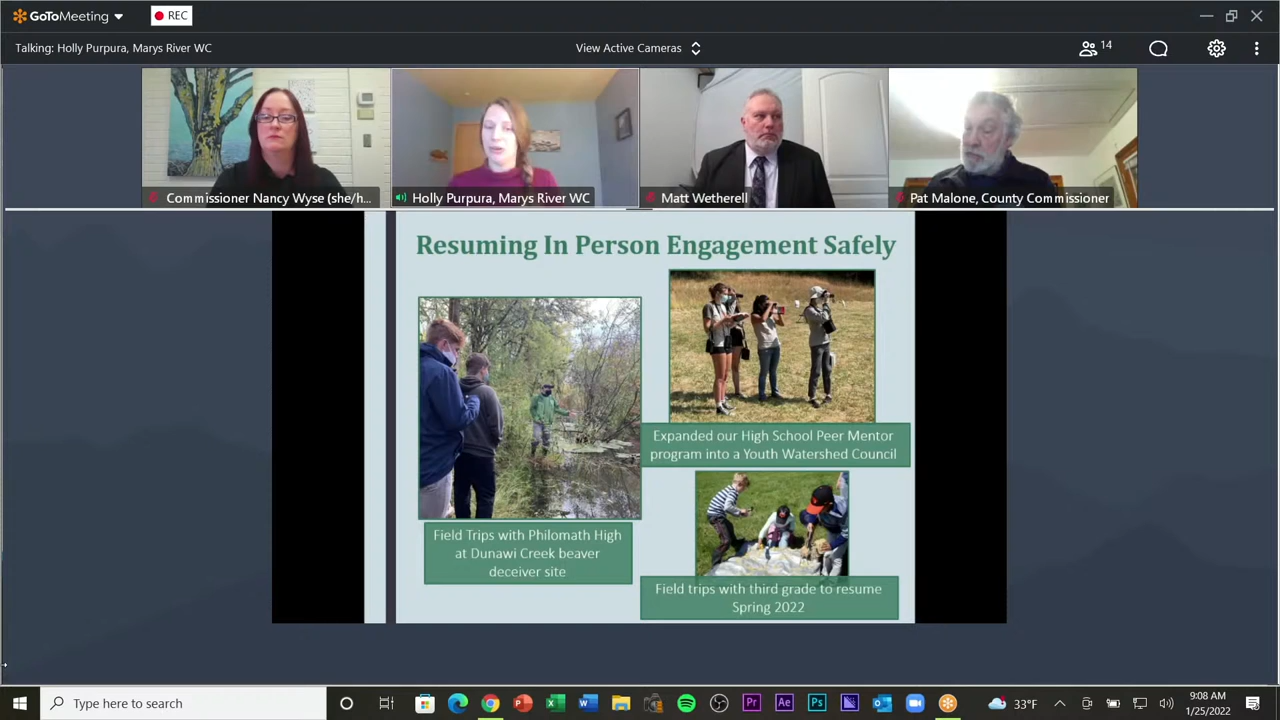 GoToMeeting
REC
Talking: Holly Purpura, Marys River WC
View Active Cameras
14
Commissioner Nancy Wyse (she/h...
Holly Purpura, Marys River WC
Matt Wetherell
Pat Malone, County Commissioner
Resuming In Person Engagement Safely
Expanded our High School Peer Mentor
program into a Youth Watershed Council
Field Trips with Philomath High
at Dunawi Creek beaver
deceiver site
Field trips with third grade to resume
Spring 2022
Type here to search
Pr
Ae
Ps
33°F
9:08 AM
1/25/2022